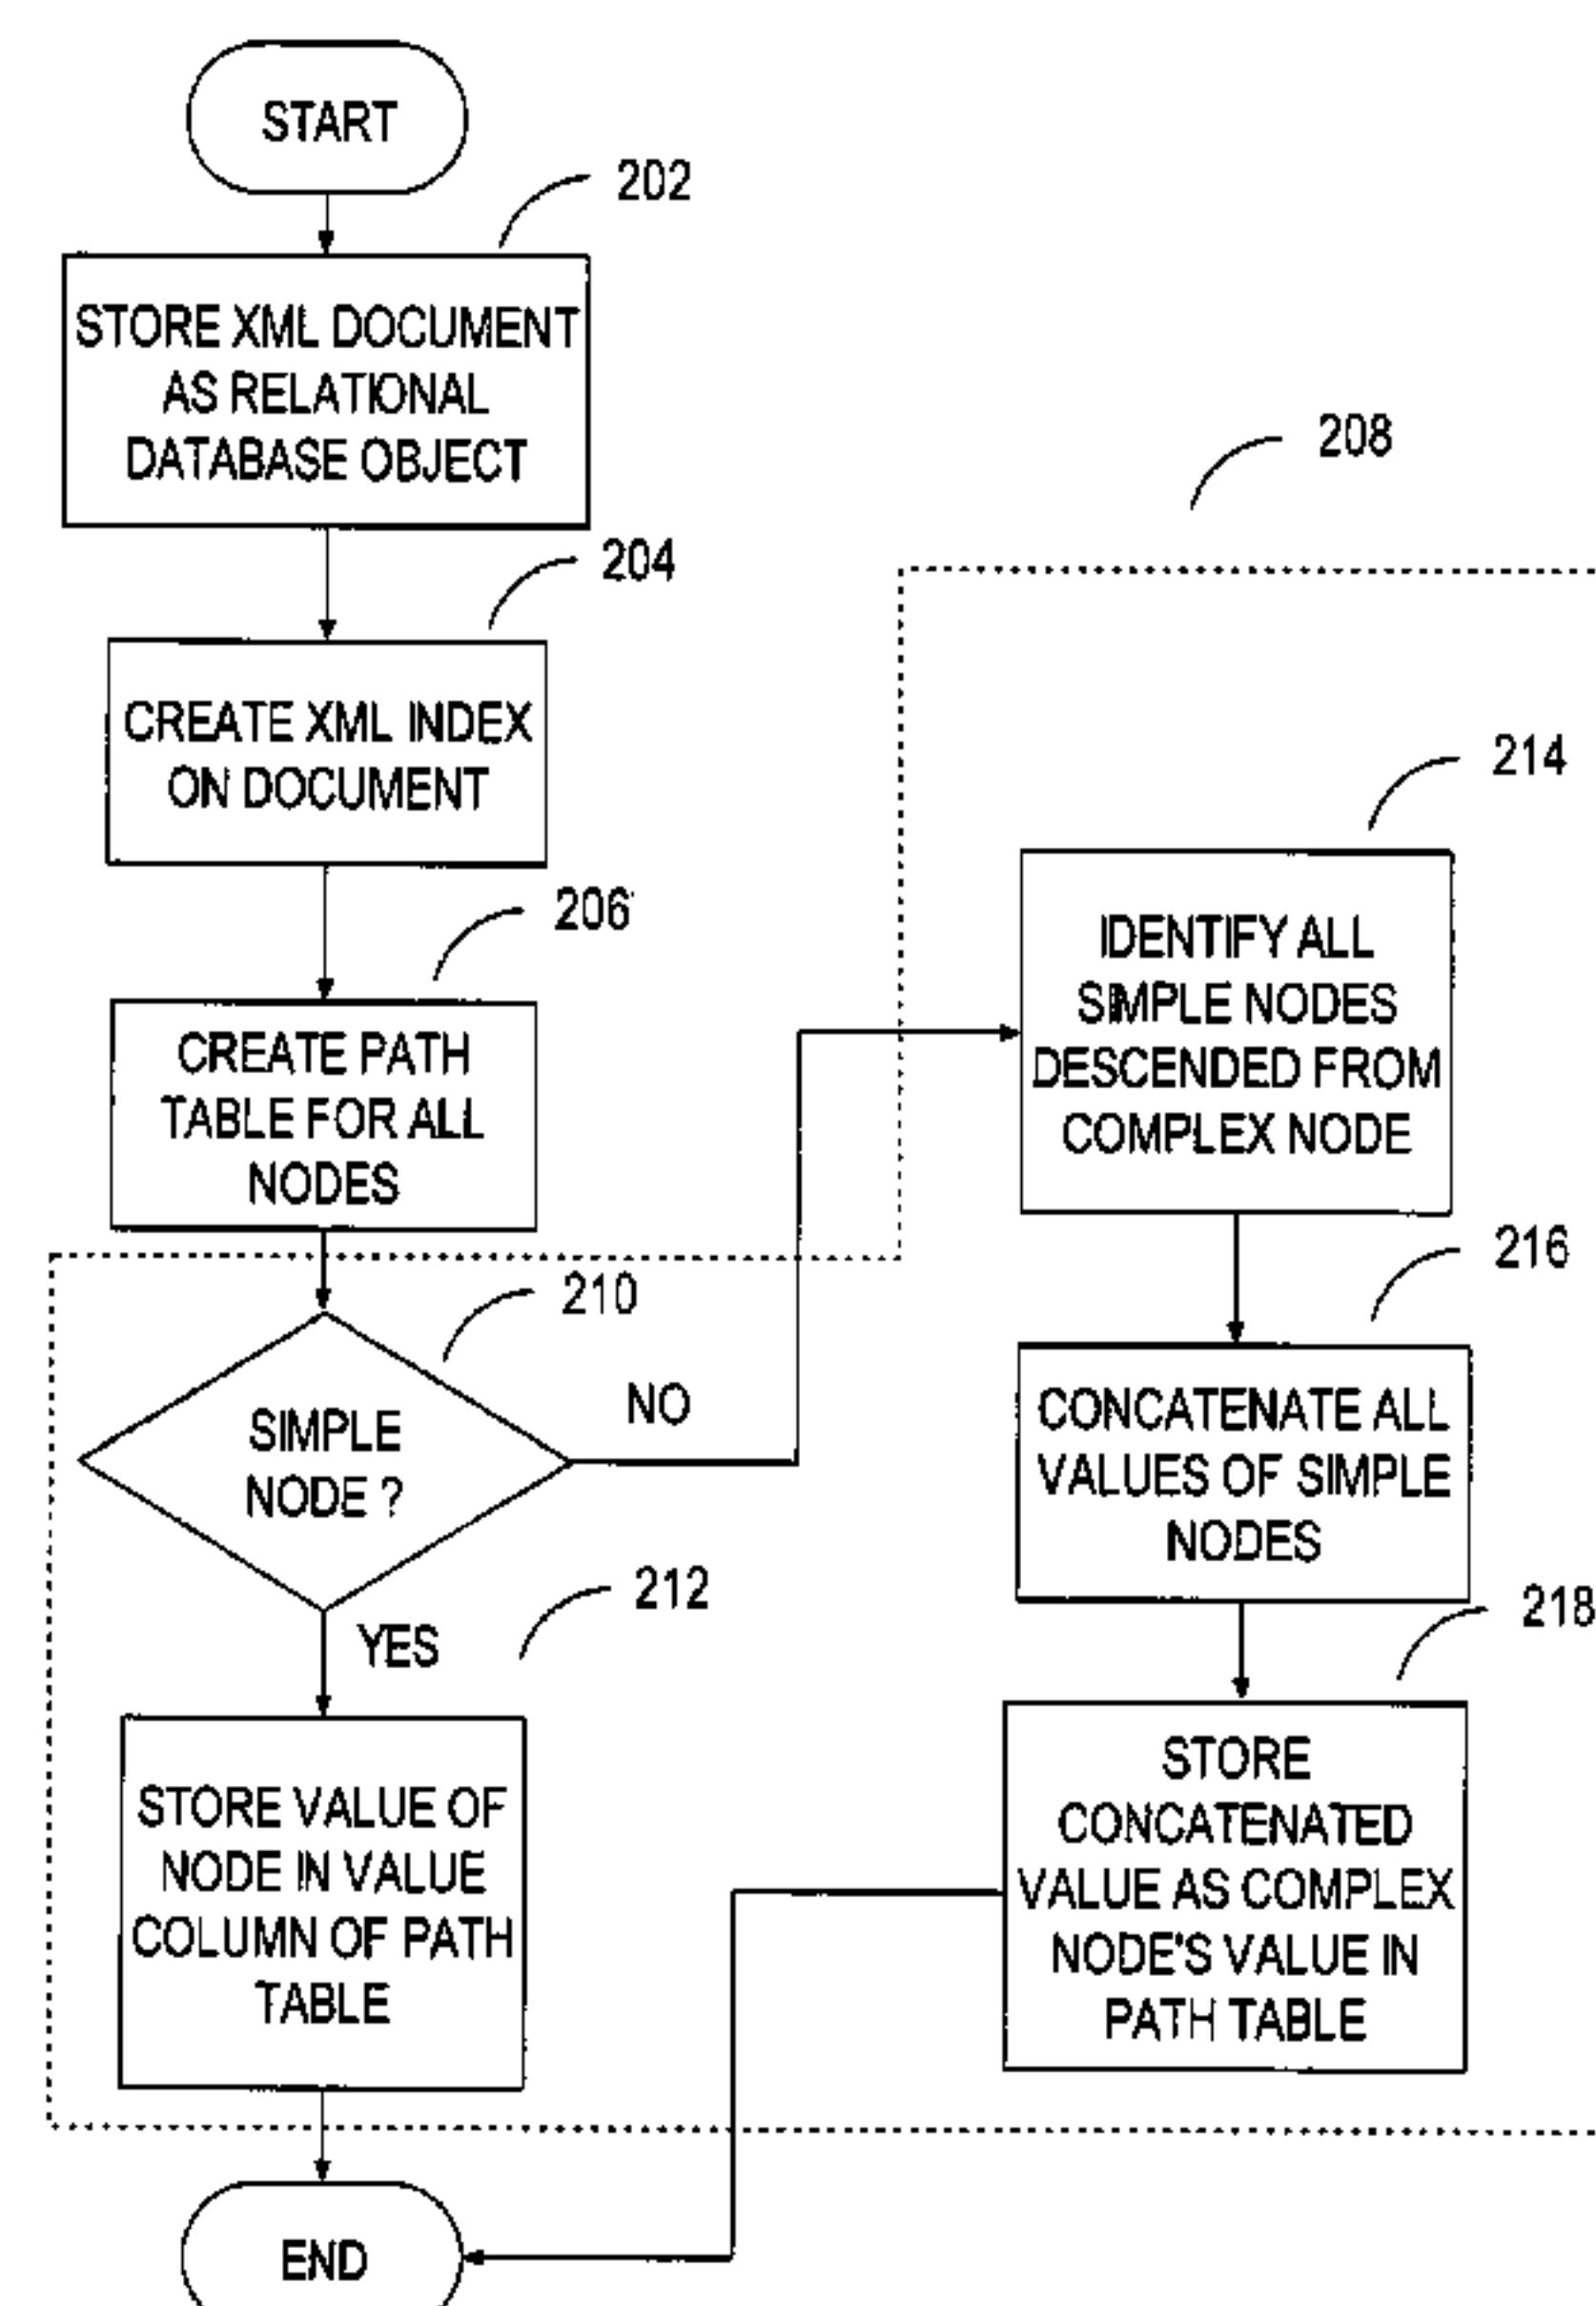 START
202
STORE XML DOCUMENT
AS RELATIONAL
DATABASE OBJECT
204
CREATE XML INDEX
ON DOCUMENT
206
CREATE PATH
TABLE FOR ALL
NODES
208
210
SIMPLE
NODE ?
NO
YES
212
STORE VALUE OF
NODE IN VALUE
COLUMN OF PATH
TABLE
214
IDENTIFY ALL
SIMPLE NODES
DESCENDED FROM
COMPLEX NODE
216
CONCATENATE ALL
VALUES OF SIMPLE
NODES
218
STORE
CONCATENATED
VALUE AS COMPLEX
NODE'S VALUE IN
PATH TABLE
END